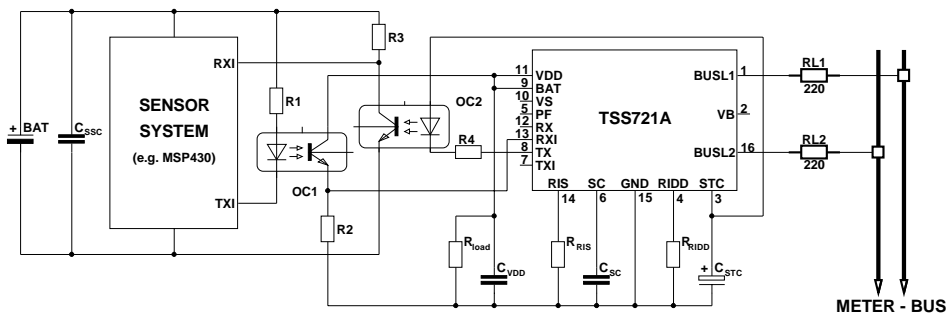 BAT
+
C_SSC
SENSOR
SYSTEM
(e.g. MSP430)
RXI
TXI
R1
R3
OC1
OC2
R2
R4
R_load
C_VDD
11 VDD
9 BAT
10 VS
5 PF
12 RX
13 RXI
8 TX
7 TXI
TSS721A
BUSL1 1
VB 2
BUSL2 16
RIS SC GND RIDD STC
14 6 15 4 3
R_RIS
C_SC
R_RIDD
+
C_STC
RL1
220
RL2
220
METER - BUS